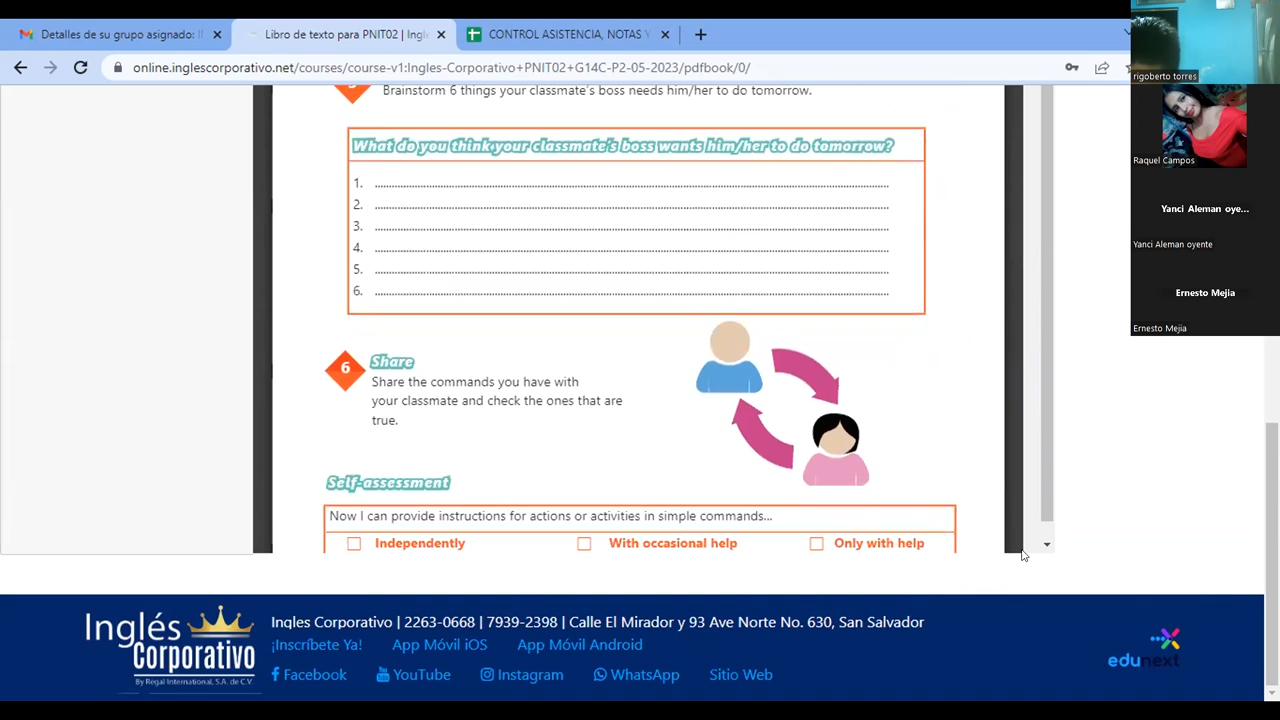 Detalles de su grupo asignado: II
Libro de texto para PNIT02 | Ingl
CONTROL ASISTENCIA, NOTAS Y
online.inglescorporativo.net/courses/course-v1:Ingles-Corporativo+PNIT02+G14C-P2-05-2023/pdfbook/0/
rigoberto torres
Raquel Campos
Yanci Aleman oye...
Yanci Aleman oyente
Ernesto Mejia
Ernesto Mejia
Brainstorm 6 things your classmate's boss needs him/her to do tomorrow.
What do you think your classmate's boss wants him/her to do tomorrow?
1. ................................................................
2. ................................................................
3. ................................................................
4. ................................................................
5. ................................................................
6. ................................................................
6 Share
Share the commands you have with
your classmate and check the ones that are
true.
Self-assessment
Now I can provide instructions for actions or activities in simple commands...
Independently With occasional help Only with help
Inglés
Corporativo
By Regal International, S.A. de C.V.
Ingles Corporativo | 2263-0668 | 7939-2398 | Calle El Mirador y 93 Ave Norte No. 630, San Salvador
¡Inscríbete Ya! App Móvil iOS App Móvil Android
Facebook YouTube Instagram WhatsApp Sitio Web
edunext